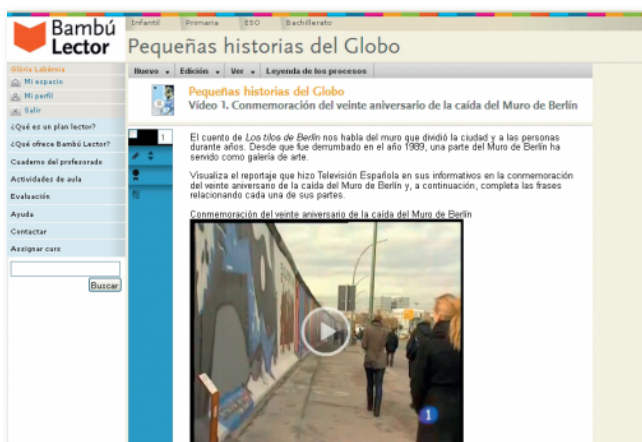 Bambú
Lector
Infantil Primaria ESO Bachillerato
Pequeñas historias del Globo
Glòria Labèrnia
Mi espacio
Mi perfil
Salir
¿Qué es un plan lector?
¿Qué ofrece Bambú Lector?
Cuaderno del profesorado
Actividades de aula
Evaluación
Ayuda
Contactar
Assignar curs
Buscar
Nuevo Edición Ver Leyenda de los procesos
Pequeñas historias del Globo
Vídeo 1. Conmemoración del veinte aniversario de la caída del Muro de Berlín
1
El cuento de Los tilos de Berlín nos habla del muro que dividió la ciudad y a las personas
durante años. Desde que fue derrumbado en el año 1989, una parte del Muro de Berlín ha
servido como galería de arte.
Visualiza el reportaje que hizo Televisión Española en sus informativos en la conmemoración
del veinte aniversario de la caída del Muro de Berlín y, a continuación, completa las frases
relacionando cada una de sus partes.
Conmemoración del veinte aniversario de la caída del Muro de Berlín
1